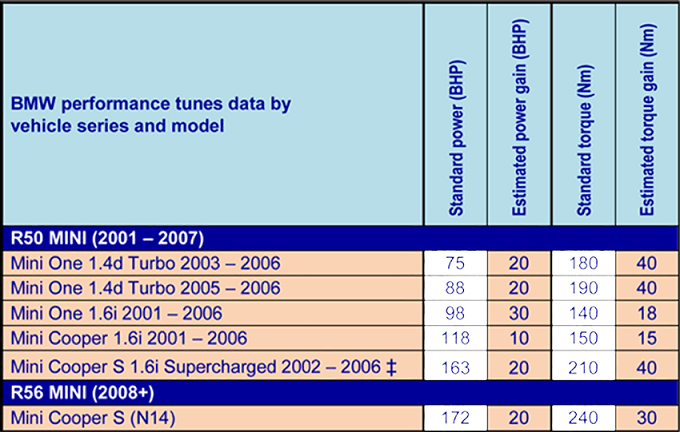 BMW performance tunes data by
vehicle series and model
Standard power (BHP)
Estimated power gain (BHP)
Standard torque (Nm)
Estimated torque gain (Nm)
R50 MINI (2001 – 2007)
Mini One 1.4d Turbo 2003 – 2006 75 20 180 40
Mini One 1.4d Turbo 2005 – 2006 88 20 190 40
Mini One 1.6i 2001 – 2006 98 30 140 18
Mini Cooper 1.6i 2001 – 2006 118 10 150 15
Mini Cooper S 1.6i Supercharged 2002 – 2006 ‡ 163 20 210 40
R56 MINI (2008+)
Mini Cooper S (N14) 172 20 240 30